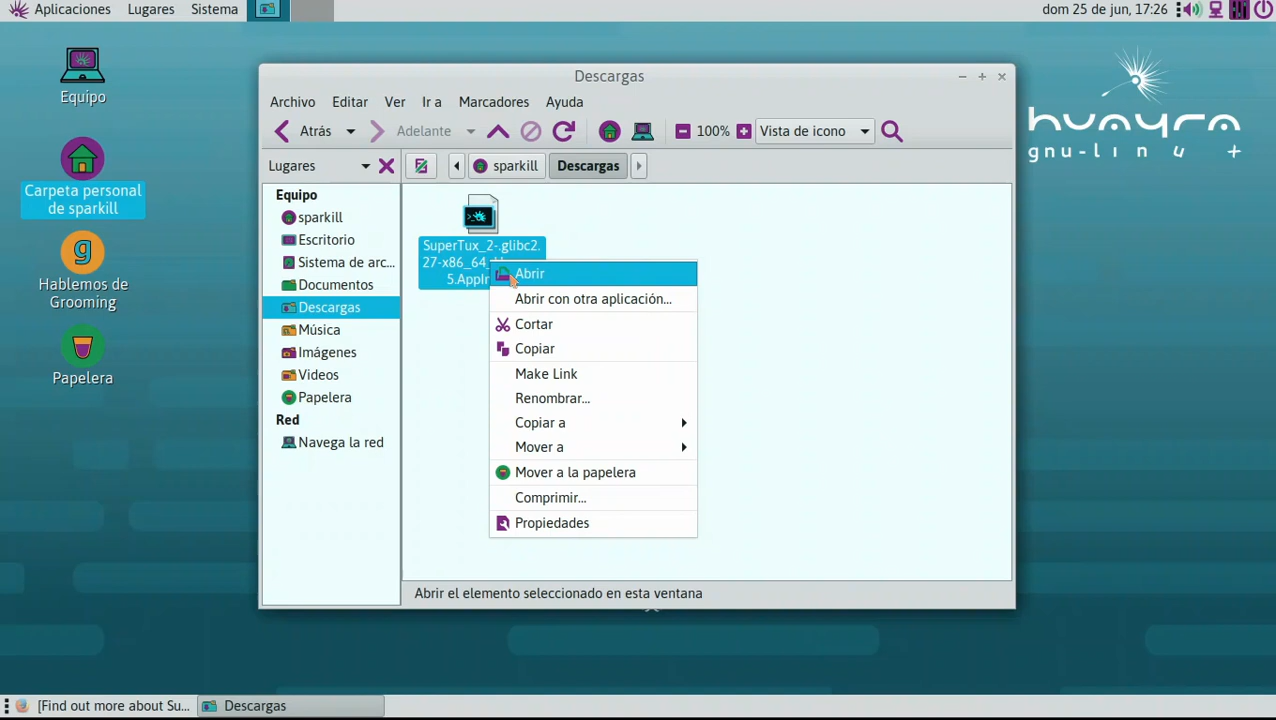 Aplicaciones Lugares Sistema
dom 25 de jun, 17:26
Equipo
Carpeta personal
de sparkill
Hablemos de
Grooming
Papelera
huayra
gnu-linux
Descargas
Archivo Editar Ver Ir a Marcadores Ayuda
Atrás Adelante 100% Vista de icono
Lugares sparkill Descargas
Equipo
sparkill
Escritorio
Sistema de arc...
Documentos
Descargas
Música
Imágenes
Videos
Papelera
Red
Navega la red
SuperTux_2-.glibc2.
27-x86_64_
5.AppIm
Abrir
Abrir con otra aplicación...
Cortar
Copiar
Make Link
Renombrar...
Copiar a
Mover a
Mover a la papelera
Comprimir...
Propiedades
Abrir el elemento seleccionado en esta ventana
[Find out more about Su... Descargas